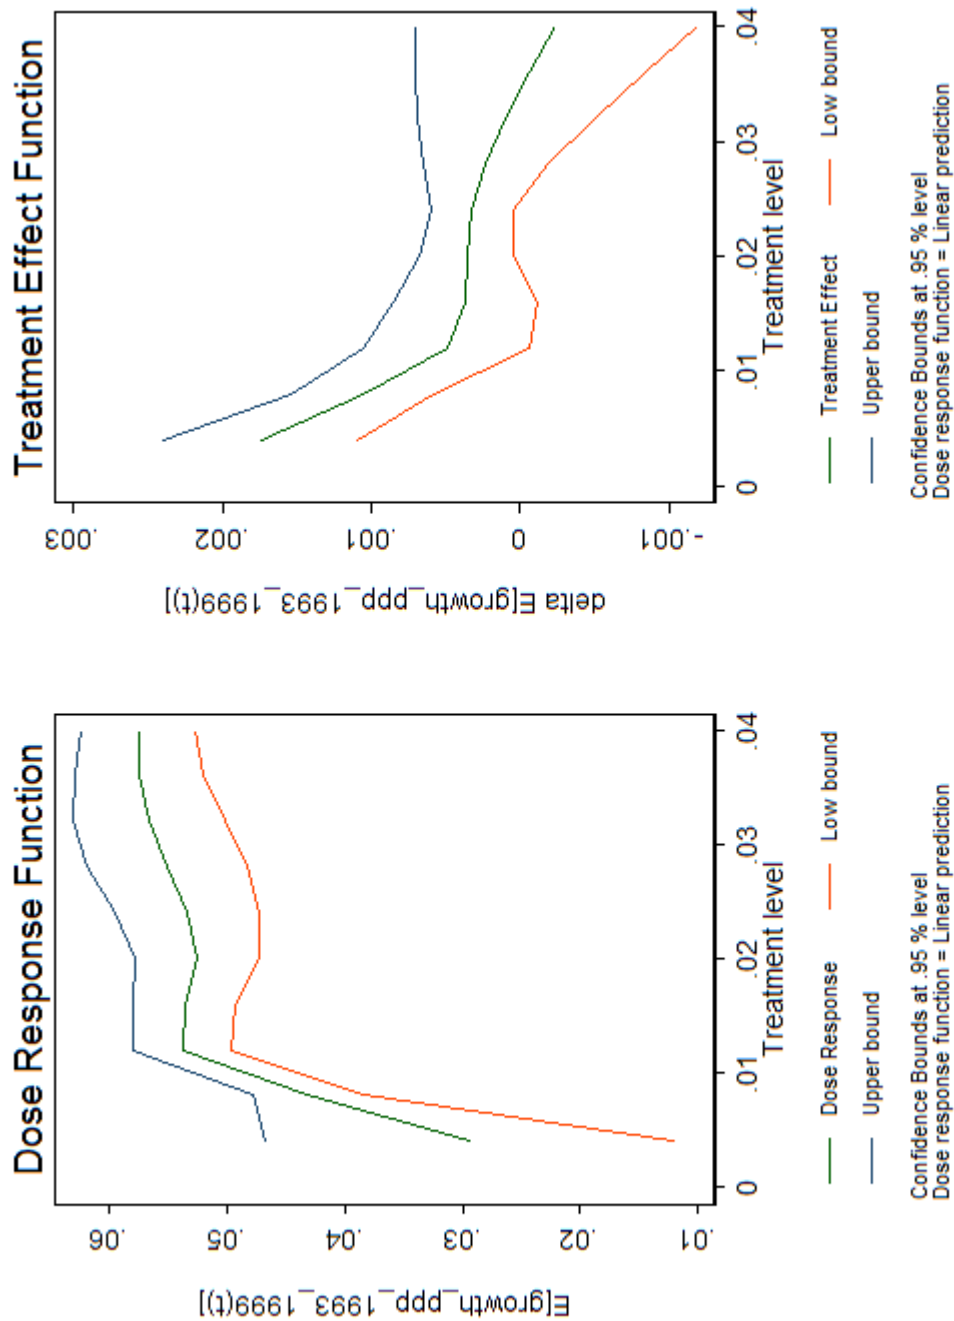 Dose Response Function
E[growth_ppp_1993_1999(t)]
.06
.05
.04
.03
.02
.01
0
.01
.02
.03
.04
Treatment level
Dose Response
Low bound
Upper bound
Confidence Bounds at .95 % level
Dose response function = Linear prediction
Treatment Effect Function
delta E[growth_ppp_1993_1999(t)]
.003
.002
.001
0
-.001
0
.01
.02
.03
.04
Treatment level
Treatment Effect
Low bound
Upper bound
Confidence Bounds at .95 % level
Dose response function = Linear prediction